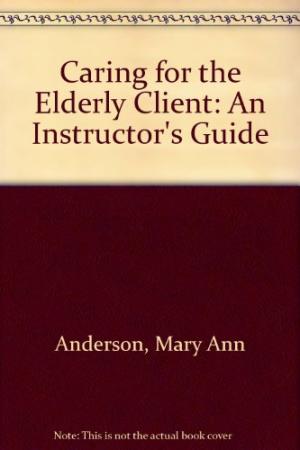 Caring for the
Elderly Client: An
Instructor's Guide
Anderson, Mary Ann
Note: This is not the actual book cover